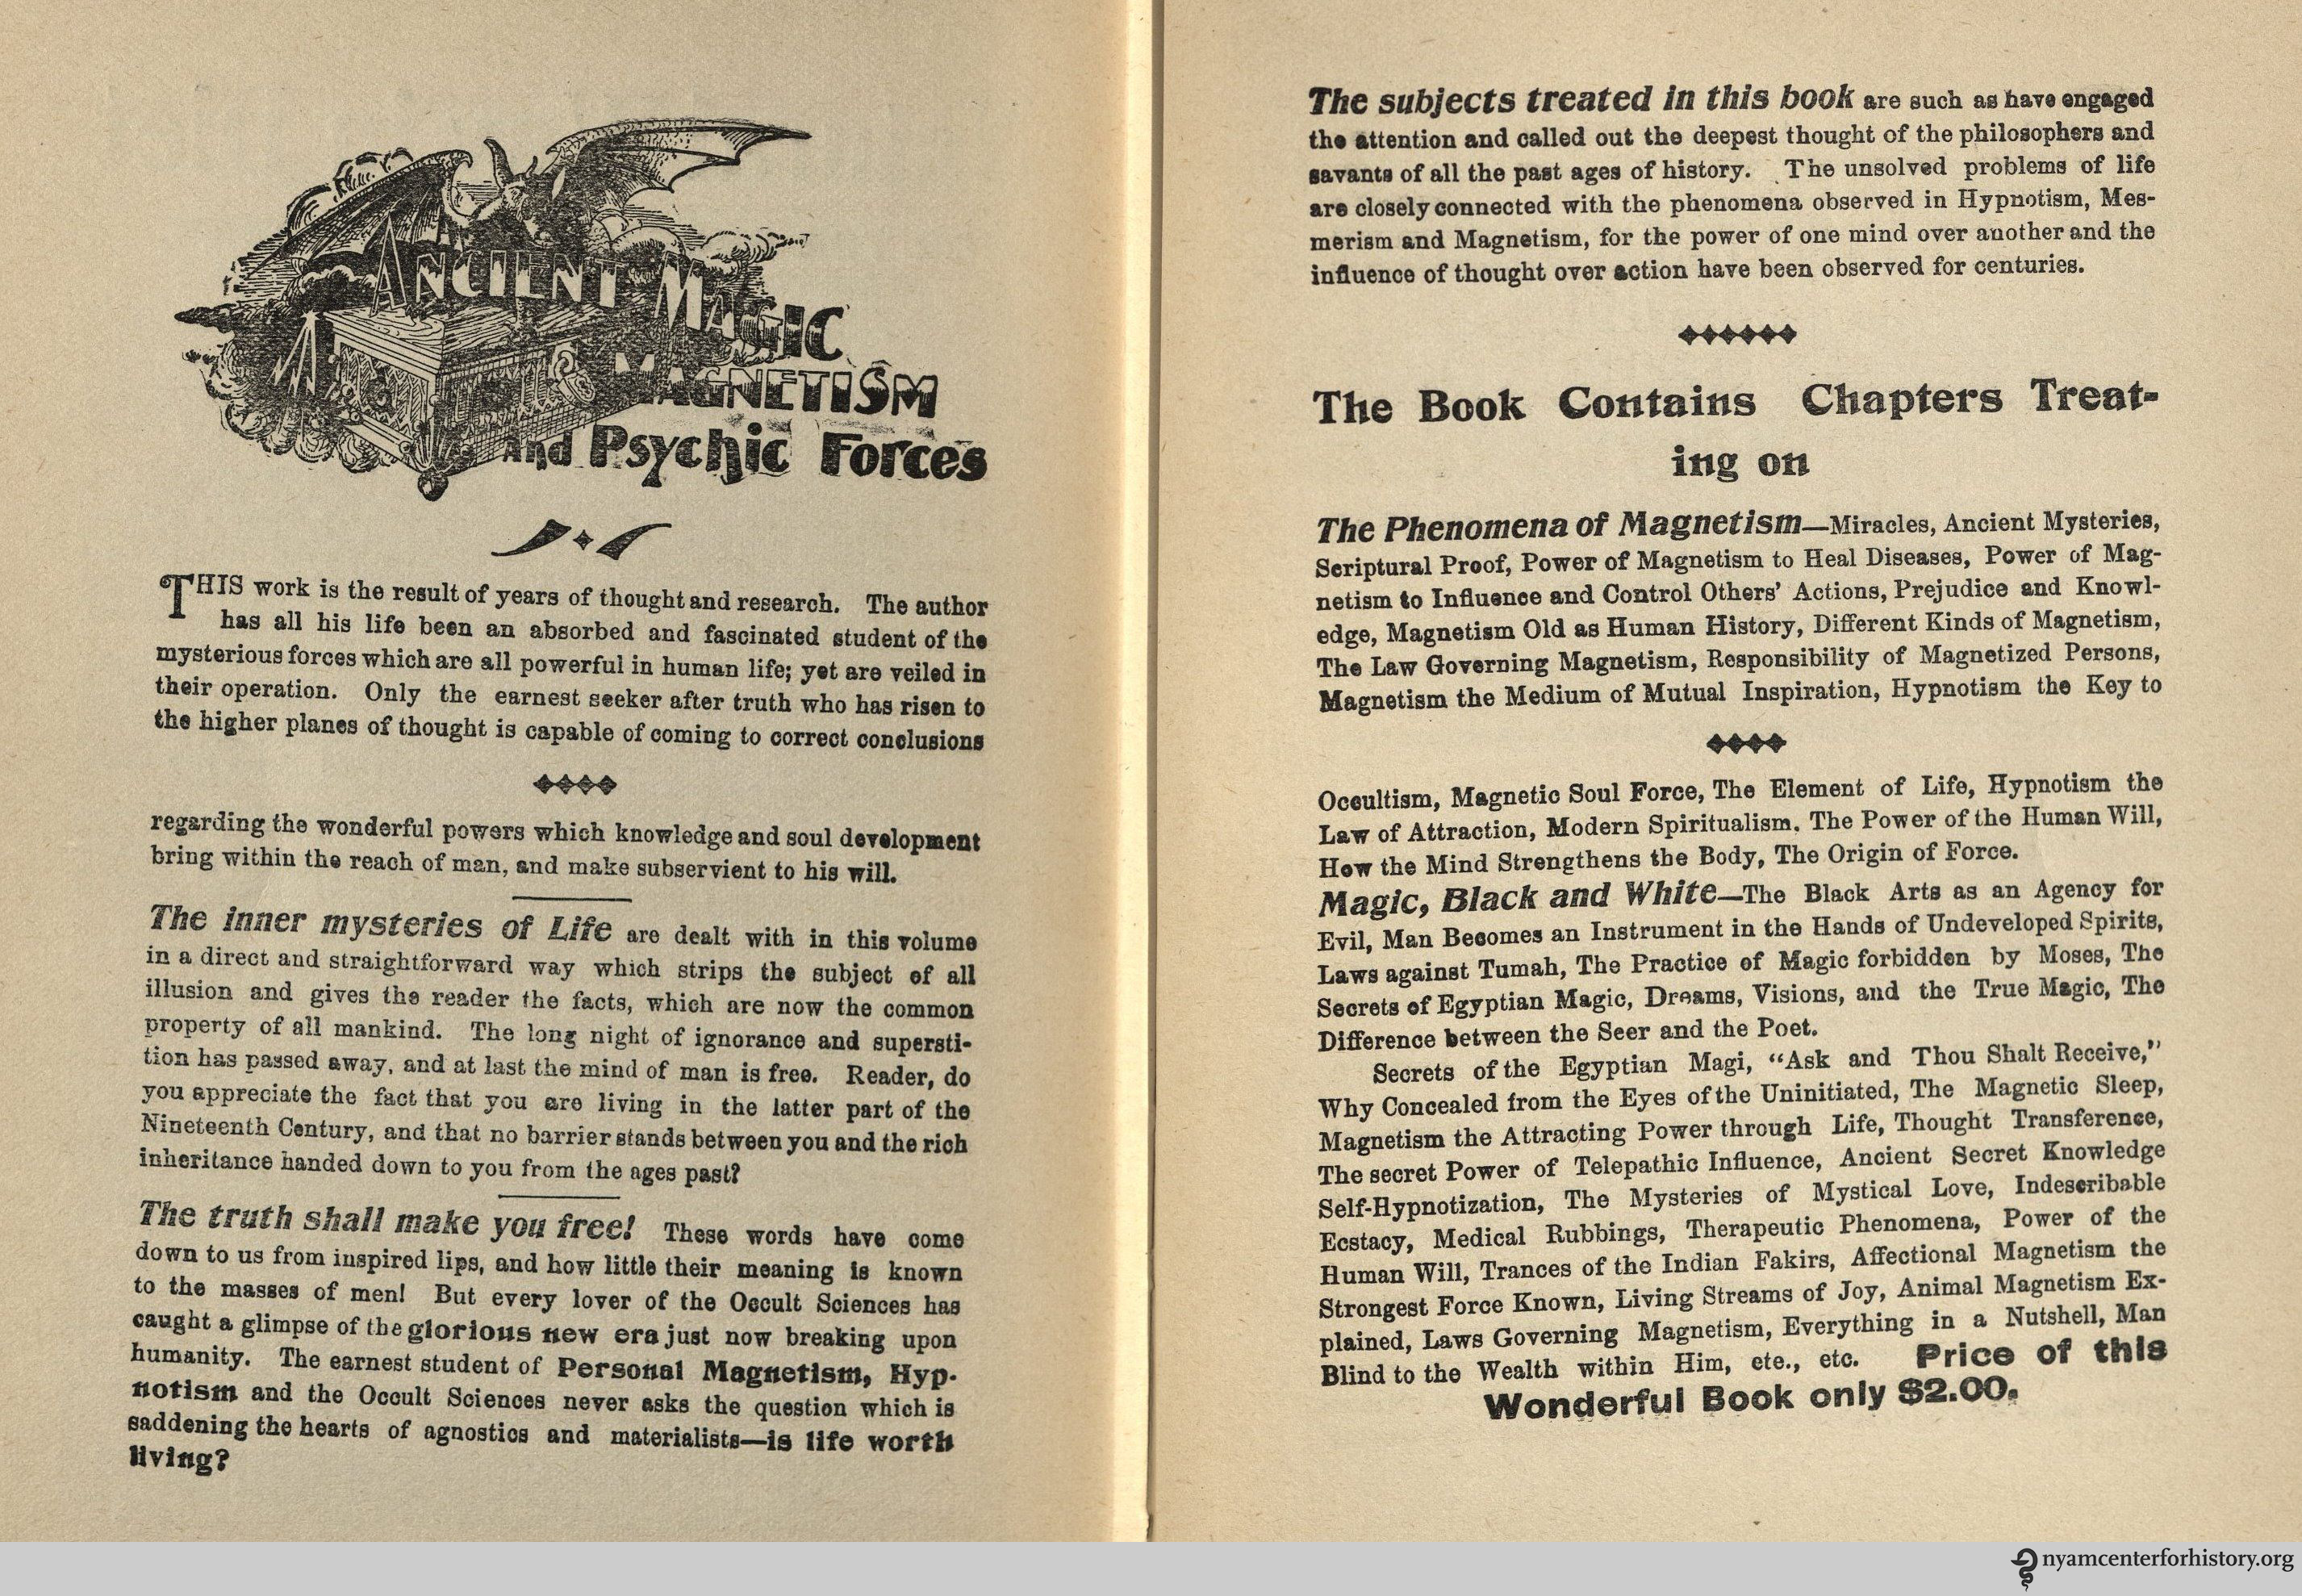 ANCIENT MAGIC
MAGNETISM
And Psychic Forces
THIS work is the result of years of thought and research. The author
has all his life been an absorbed and fascinated student of the
mysterious forces which are all powerful in human life; yet are veiled in
their operation. Only the earnest seeker after truth who has risen to
the higher planes of thought is capable of coming to correct conclusions
regarding the wonderful powers which knowledge and soul development
bring within the reach of man, and make subservient to his will.
The inner mysteries of Life are dealt with in this volume
in a direct and straightforward way which strips the subject of all
illusion and gives the reader the facts, which are now the common
property of all mankind. The long night of ignorance and supersti-
tion has passed away, and at last the mind of man is free. Reader, do
you appreciate the fact that you are living in the latter part of the
Nineteenth Century, and that no barrier stands between you and the rich
inheritance handed down to you from the ages past?
The truth shall make you free! These words have come
down to us from inspired lips, and how little their meaning is known
to the masses of men! But every lover of the Occult Sciences has
caught a glimpse of the glorious new era just now breaking upon
humanity. The earnest student of Personal Magnetism, Hyp-
notism and the Occult Sciences never asks the question which is
saddening the hearts of agnostics and materialists—is life worth
living?
The subjects treated in this book are such as have engaged
the attention and called out the deepest thought of the philosophers and
savants of all the past ages of history. The unsolved problems of life
are closely connected with the phenomena observed in Hypnotism, Mes-
merism and Magnetism, for the power of one mind over another and the
influence of thought over action have been observed for centuries.
The Book Contains Chapters Treat-
ing on
The Phenomena of Magnetism—Miracles, Ancient Mysteries,
Scriptural Proof, Power of Magnetism to Heal Diseases, Power of Mag-
netism to Influence and Control Others' Actions, Prejudice and Knowl-
edge, Magnetism Old as Human History, Different Kinds of Magnetism,
The Law Governing Magnetism, Responsibility of Magnetized Persons,
Magnetism the Medium of Mutual Inspiration, Hypnotism the Key to
Occultism, Magnetic Soul Force, The Element of Life, Hypnotism the
Law of Attraction, Modern Spiritualism. The Power of the Human Will,
How the Mind Strengthens the Body, The Origin of Force.
Magic, Black and White—The Black Arts as an Agency for
Evil, Man Becomes an Instrument in the Hands of Undeveloped Spirits,
Laws against Tumah, The Practice of Magic forbidden by Moses, The
Secrets of Egyptian Magic, Dreams, Visions, and the True Magic, The
Difference between the Seer and the Poet.
Secrets of the Egyptian Magi, "Ask and Thou Shalt Receive,"
Why Concealed from the Eyes of the Uninitiated, The Magnetic Sleep,
Magnetism the Attracting Power through Life, Thought Transference,
The secret Power of Telepathic Influence, Ancient Secret Knowledge
Self-Hypnotization, The Mysteries of Mystical Love, Indescribable
Ecstacy, Medical Rubbings, Therapeutic Phenomena, Power of the
Human Will, Trances of the Indian Fakirs, Affectional Magnetism the
Strongest Force Known, Living Streams of Joy, Animal Magnetism Ex-
plained, Laws Governing Magnetism, Everything in a Nutshell, Man
Blind to the Wealth within Him, etc., etc. Price of this
Wonderful Book only $2.00.
nyamcenterforhistory.org